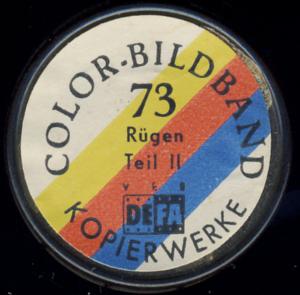 COLOR-BILDBAND
73
Rügen
Teil II
VEB
DEFA
KOPIERWERKE